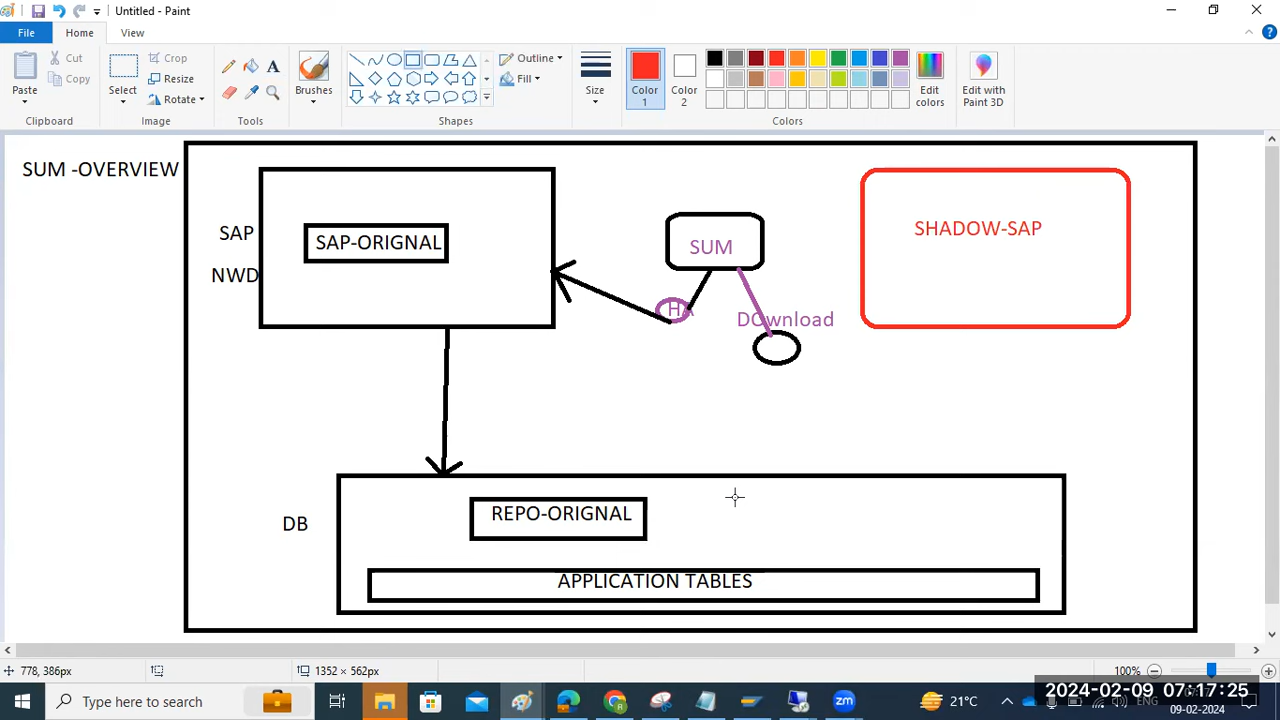 Untitled - Paint
File
Home
View
Paste
Cut
Copy
Clipboard
Select
Crop
Resize
Rotate
Image
A
Tools
Brushes
Outline
Fill
Shapes
Size
Color
1
Color
2
Edit
colors
Edit with
Paint 3D
Colors
SUM -OVERVIEW
SAP
NWD
SAP-ORIGNAL
SUM
HA
DOwnload
SHADOW-SAP
DB
REPO-ORIGNAL
APPLICATION TABLES
778, 386px
1352 × 562px
100%
Type here to search
zm
21°C
ENG
2024-02-09 07:17:25
09-02-2024